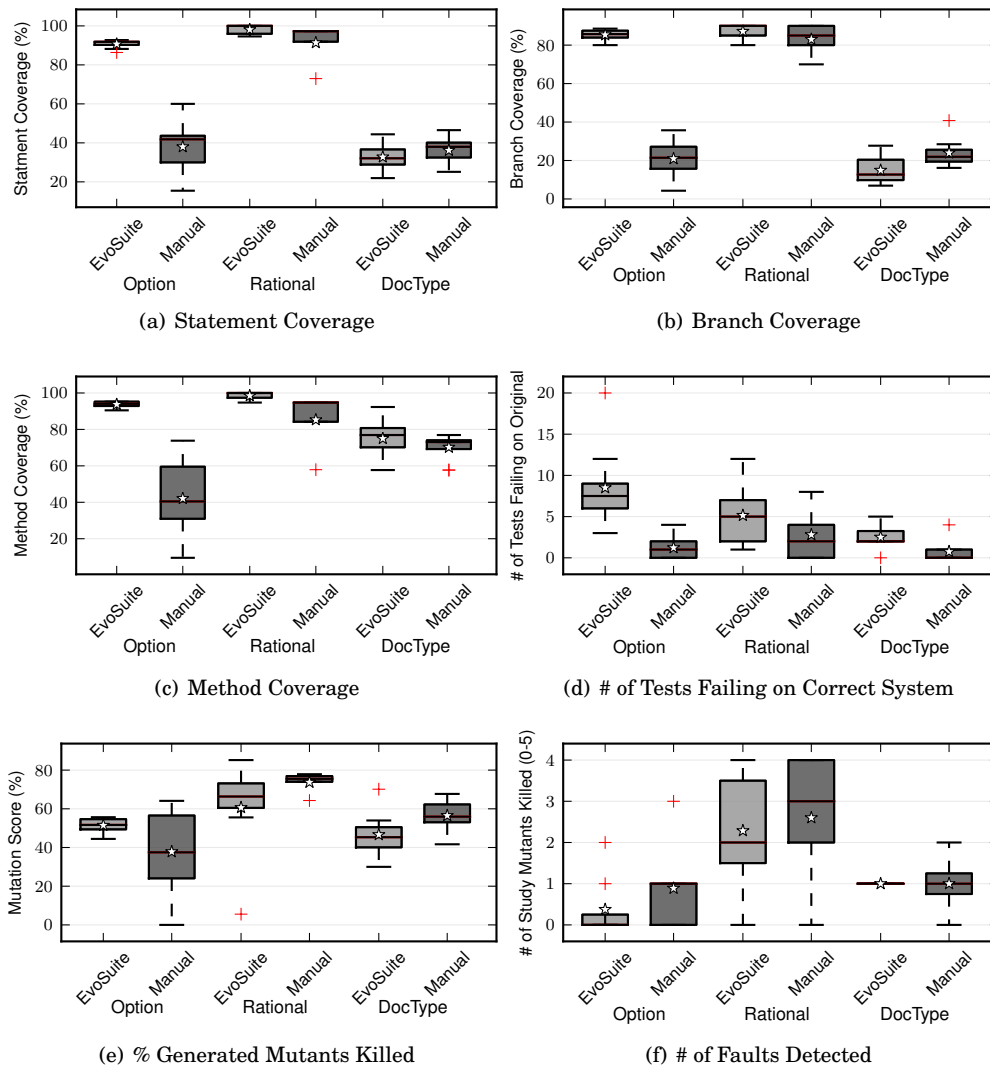 Statment Coverage (%)
100
80
60
40
20
EvoSuite
Manual
EvoSuite
Manual
EvoSuite
Manual
Option
Rational
DocType
(a) Statement Coverage
Branch Coverage (%)
80
60
40
20
0
EvoSuite
Manual
EvoSuite
Manual
EvoSuite
Manual
Option
Rational
DocType
(b) Branch Coverage
Method Coverage (%)
100
80
60
40
20
EvoSuite
Manual
EvoSuite
Manual
EvoSuite
Manual
Option
Rational
DocType
(c) Method Coverage
# of Tests Failing on Original
20
15
10
5
0
EvoSuite
Manual
EvoSuite
Manual
EvoSuite
Manual
Option
Rational
DocType
(d) # of Tests Failing on Correct System
Mutation Score (%)
80
60
40
20
0
EvoSuite
Manual
EvoSuite
Manual
EvoSuite
Manual
Option
Rational
DocType
(e) % Generated Mutants Killed
# of Study Mutants Killed (0-5)
4
3
2
1
0
EvoSuite
Manual
EvoSuite
Manual
EvoSuite
Manual
Option
Rational
DocType
(f) # of Faults Detected